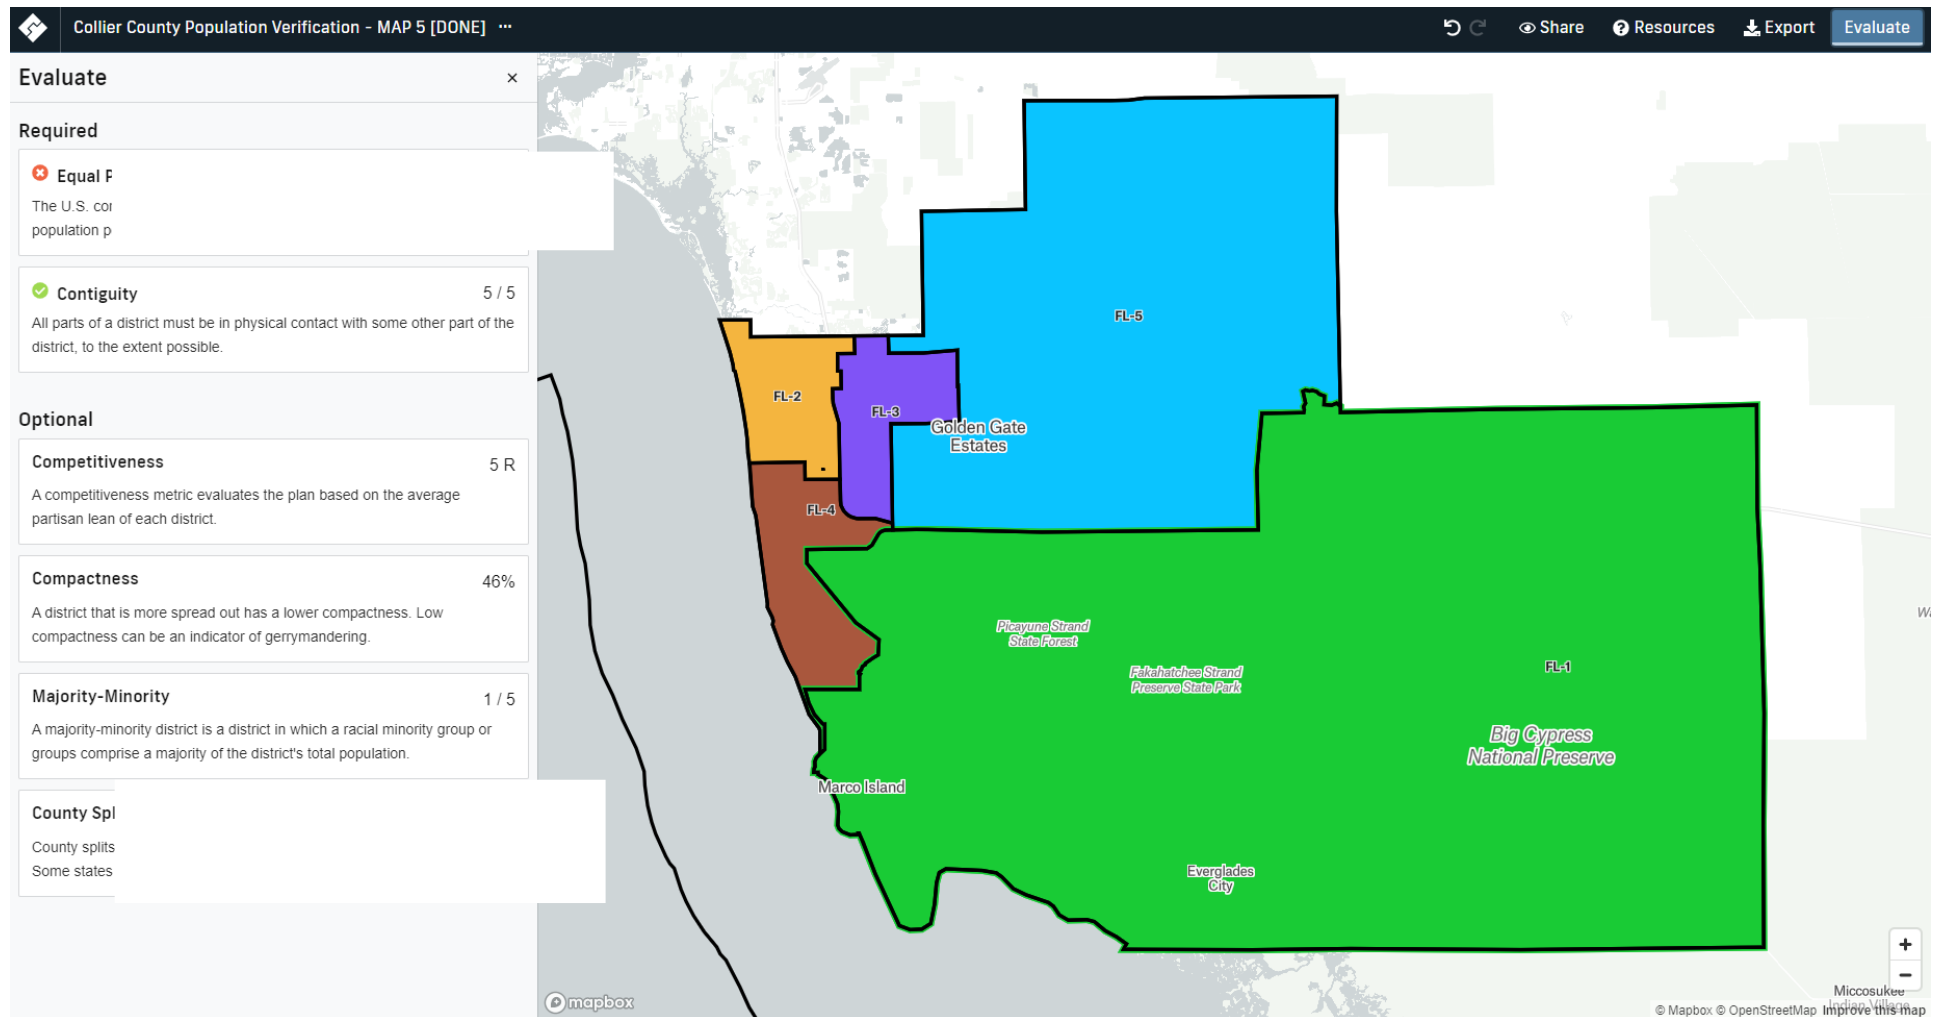 Collier County Population Verification - MAP 5 [DONE] ···
Share
Resources
Export
Evaluate
Evaluate
×
Required
Equal
The U.S.
population
Contiguity
5 / 5
All parts of a district must be in physical contact with some other part of the
district, to the extent possible.
Optional
Competitiveness
5 R
A competitiveness metric evaluates the plan based on the average
partisan lean of each district.
Compactness
46%
A district that is more spread out has a lower compactness. Low
compactness can be an indicator of gerrymandering.
Majority-Minority
1 / 5
A majority-minority district is a district in which a racial minority group or
groups comprise a majority of the district's total population.
County
County splits
Some states
FL-5
FL-2
FL-3
Golden Gate
Estates
FL-4
Picayune Strand
State Forest
Fakahatchee Strand
Preserve State Park
FL-1
Big Cypress
National Preserve
Marco Island
Everglades
City
+
−
Miccosukee
Indian Village
mapbox
© Mapbox © OpenStreetMap Improve this map